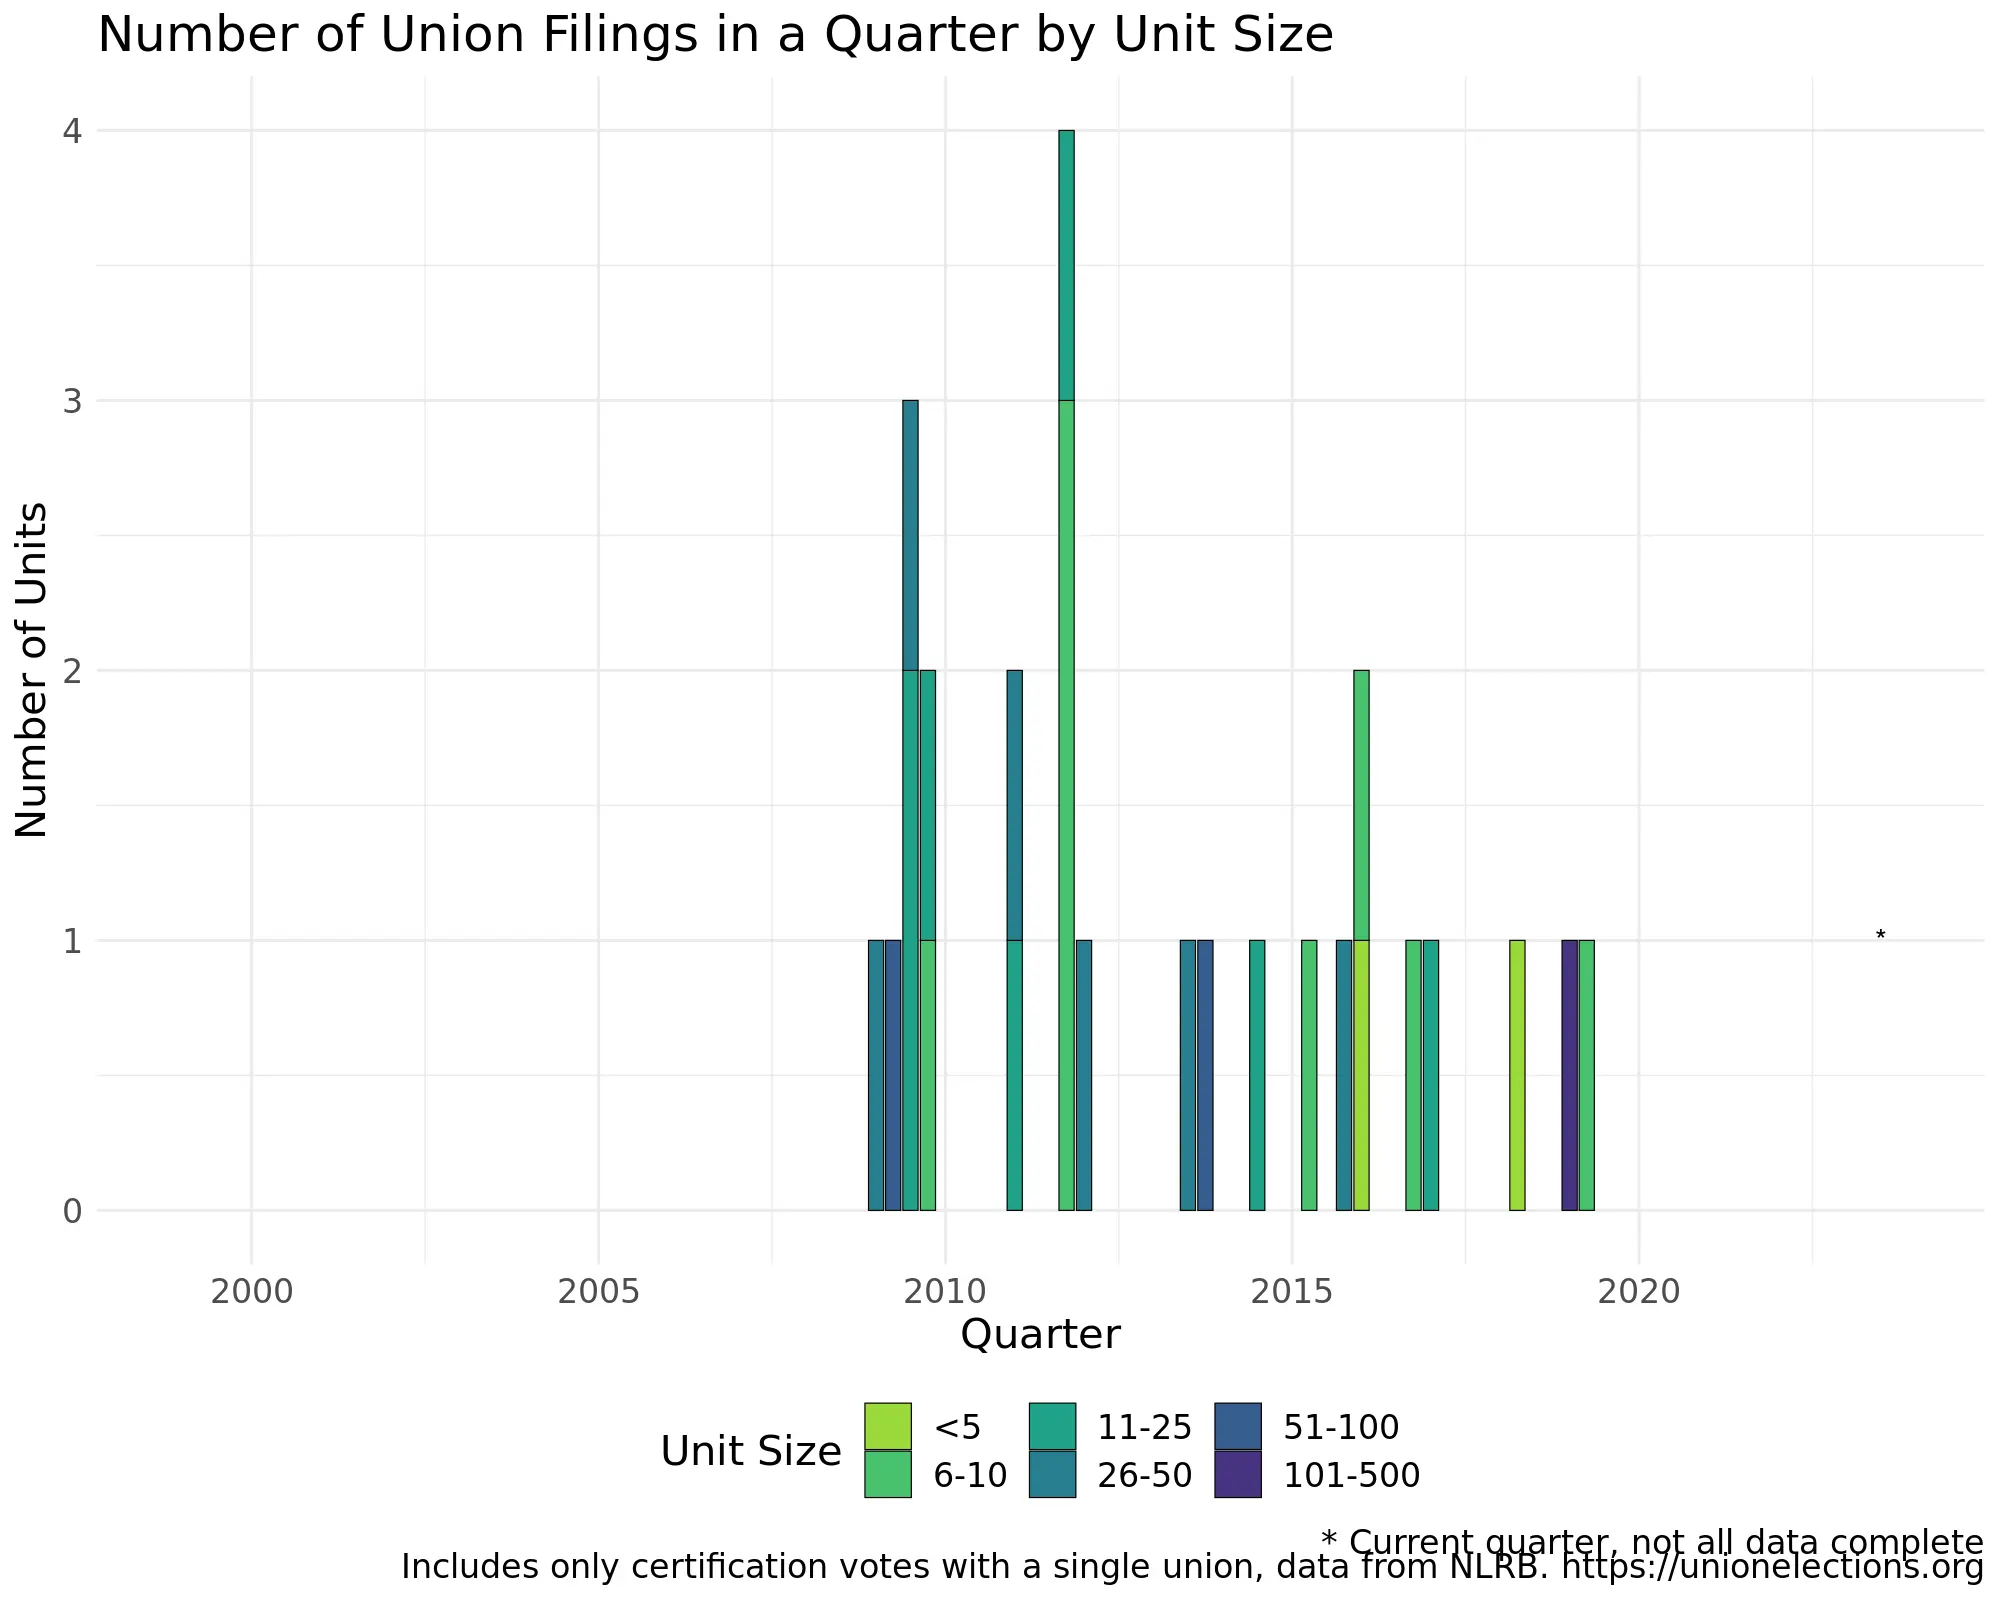 Number of Union Filings in a Quarter by Unit Size
Number of Units
4
3
2
1
0
*
2000 2005 2010 2015 2020
Quarter
Unit Size
<5 11-25 51-100
6-10 26-50 101-500
* Current quarter, not all data complete
Includes only certification votes with a single union, data from NLRB. https://unionelections.org